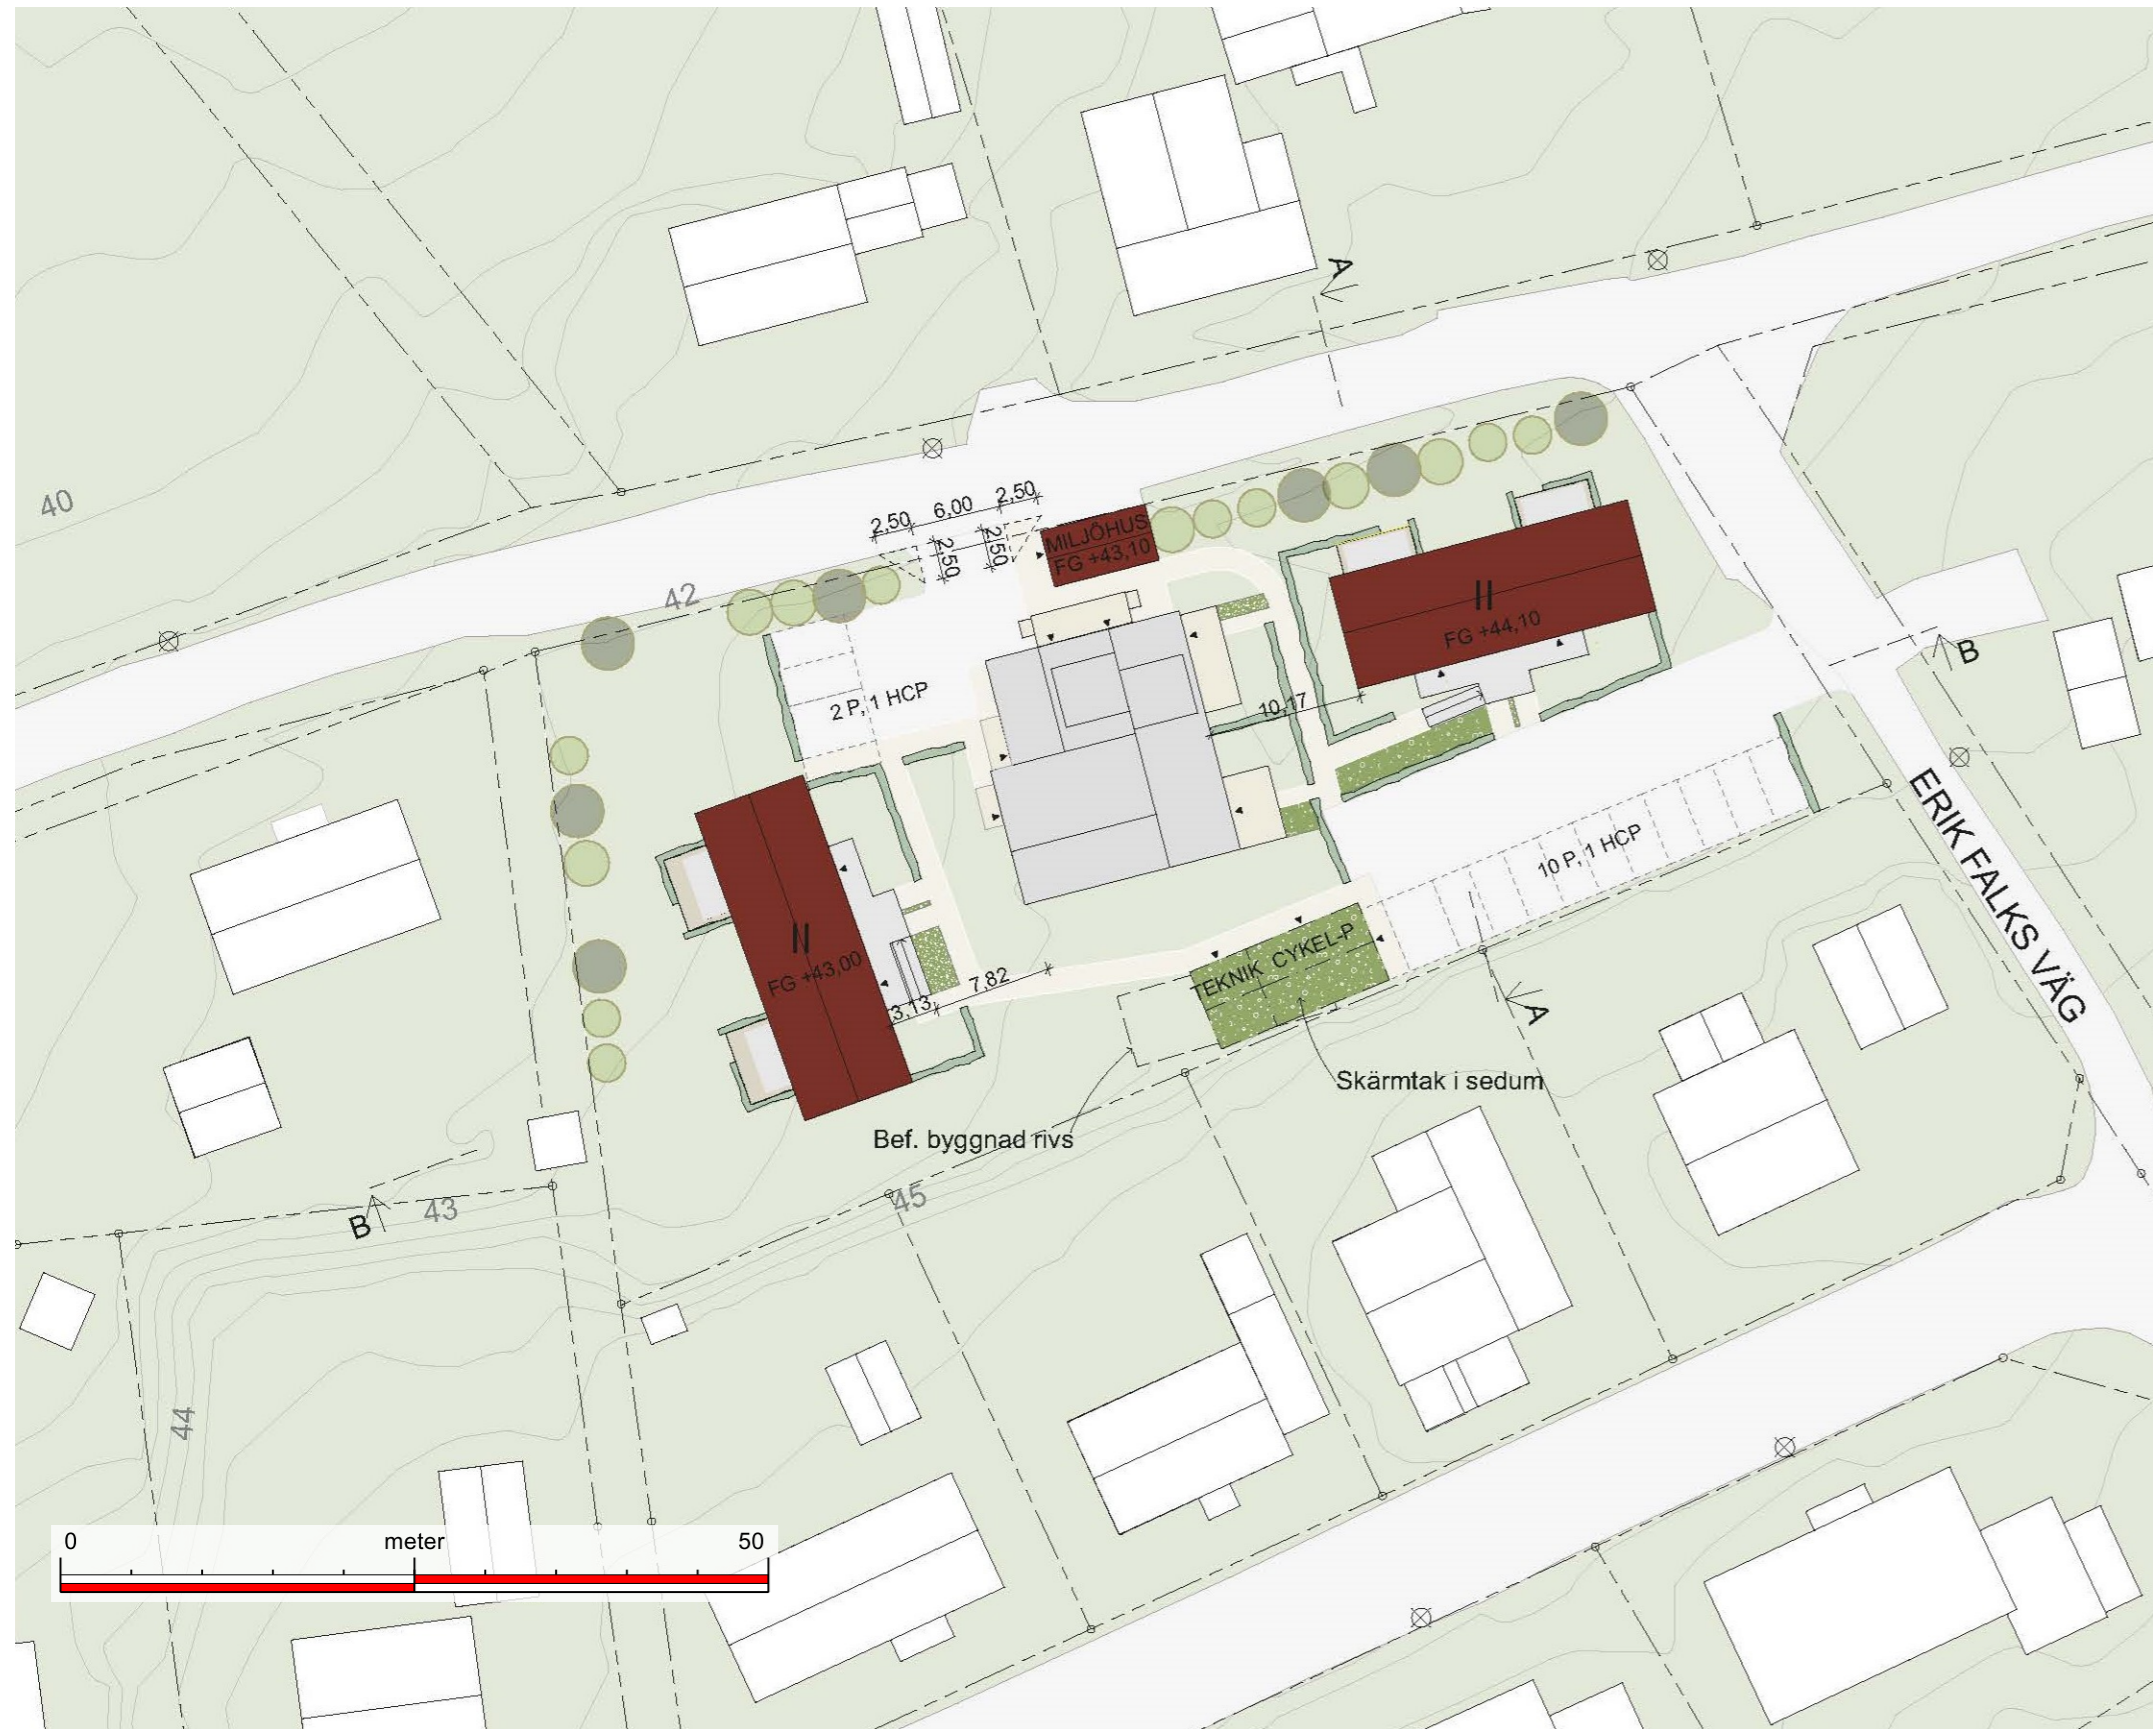 A
40
2,50
6,00
2,50
2,50
2,50
MILJÖHUS
FG +43,10
42
II
FG +44,10
B
2 P, 1 HCP
10,17
ERIK FALKS VÄG
10 P, 1 HCP
II
FG +43,00
TEKNIK CYKEL-P
7,82
3,13
A
Skärmtak i sedum
Bef. byggnad rivs
45
43
B
44
0 meter 50